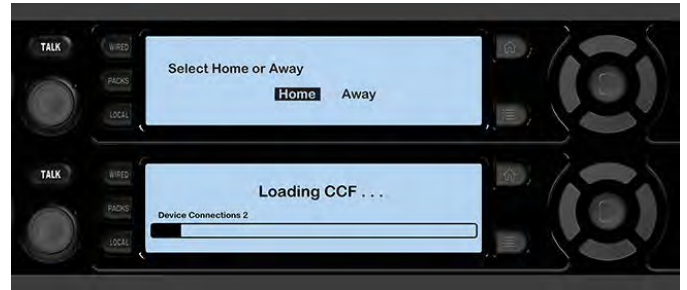 TALK
WIRED
PACKS
LOCAL
Select Home or Away
Home Away
TALK
WIRED
PACKS
LOCAL
Loading CCF . . .
Device Connections 2